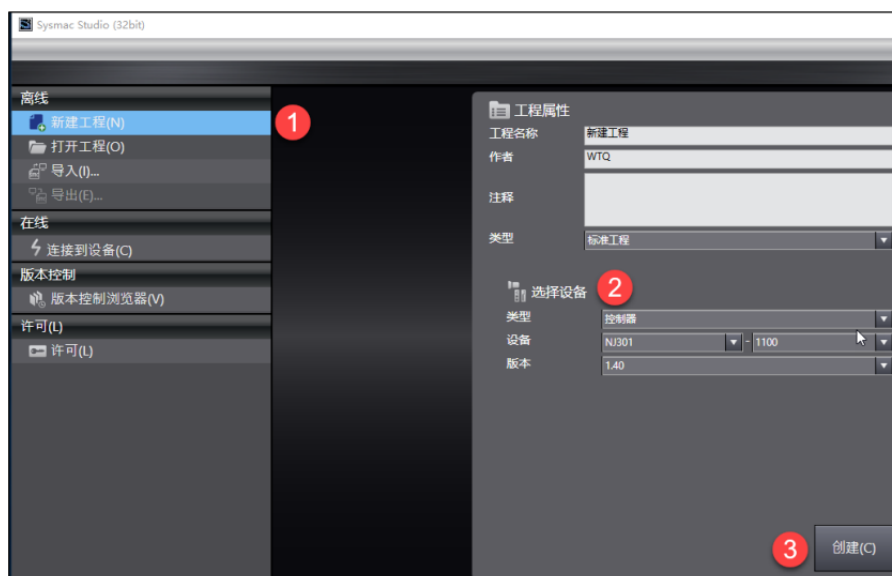 Sysmac Studio (32bit)
离线
新建工程(N)
1
打开工程(O)
导入(I)...
导出(E)...
在线
连接到设备(C)
版本控制
版本控制浏览器(V)
许可(L)
许可(L)
工程属性
工程名称 新建工程
作者 WTQ
注释
类型 标准工程
选择设备 2
类型 控制器
设备 NJ301 - 1100
版本 1.40
3 创建(C)